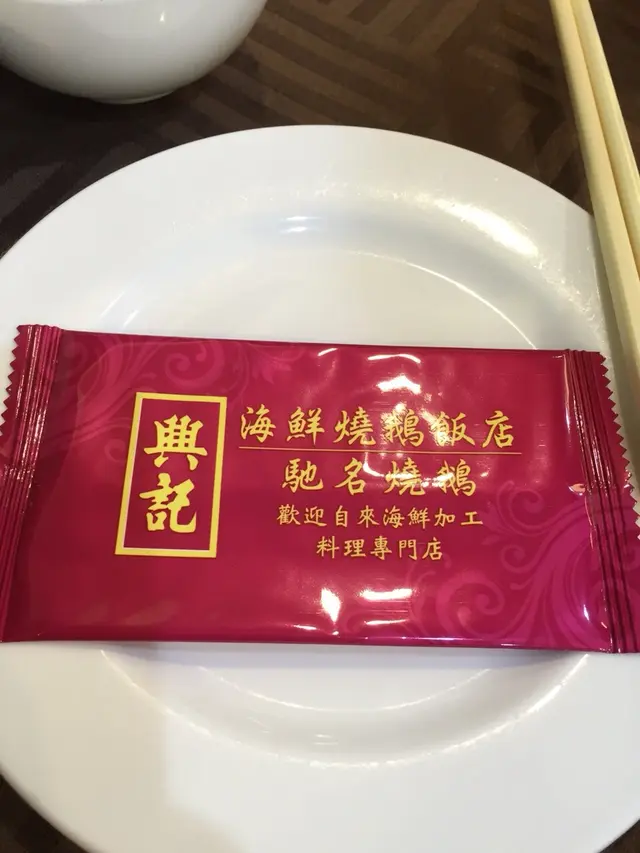 興記
海鮮燒鵝飯店
馳名燒鵝
歡迎自來海鮮加工
料理專門店